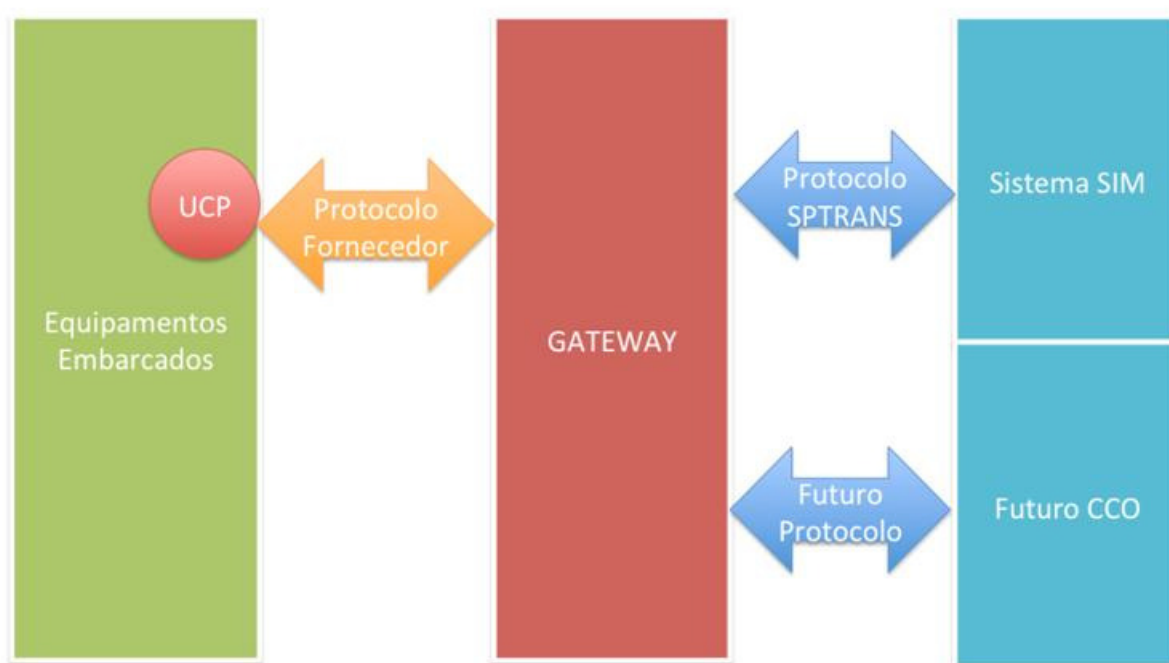 UCP
Protocolo
Fornecedor
Equipamentos
Embarcados
GATEWAY
Protocolo
SPTRANS
Sistema SIM
Futuro
Protocolo
Futuro CCO